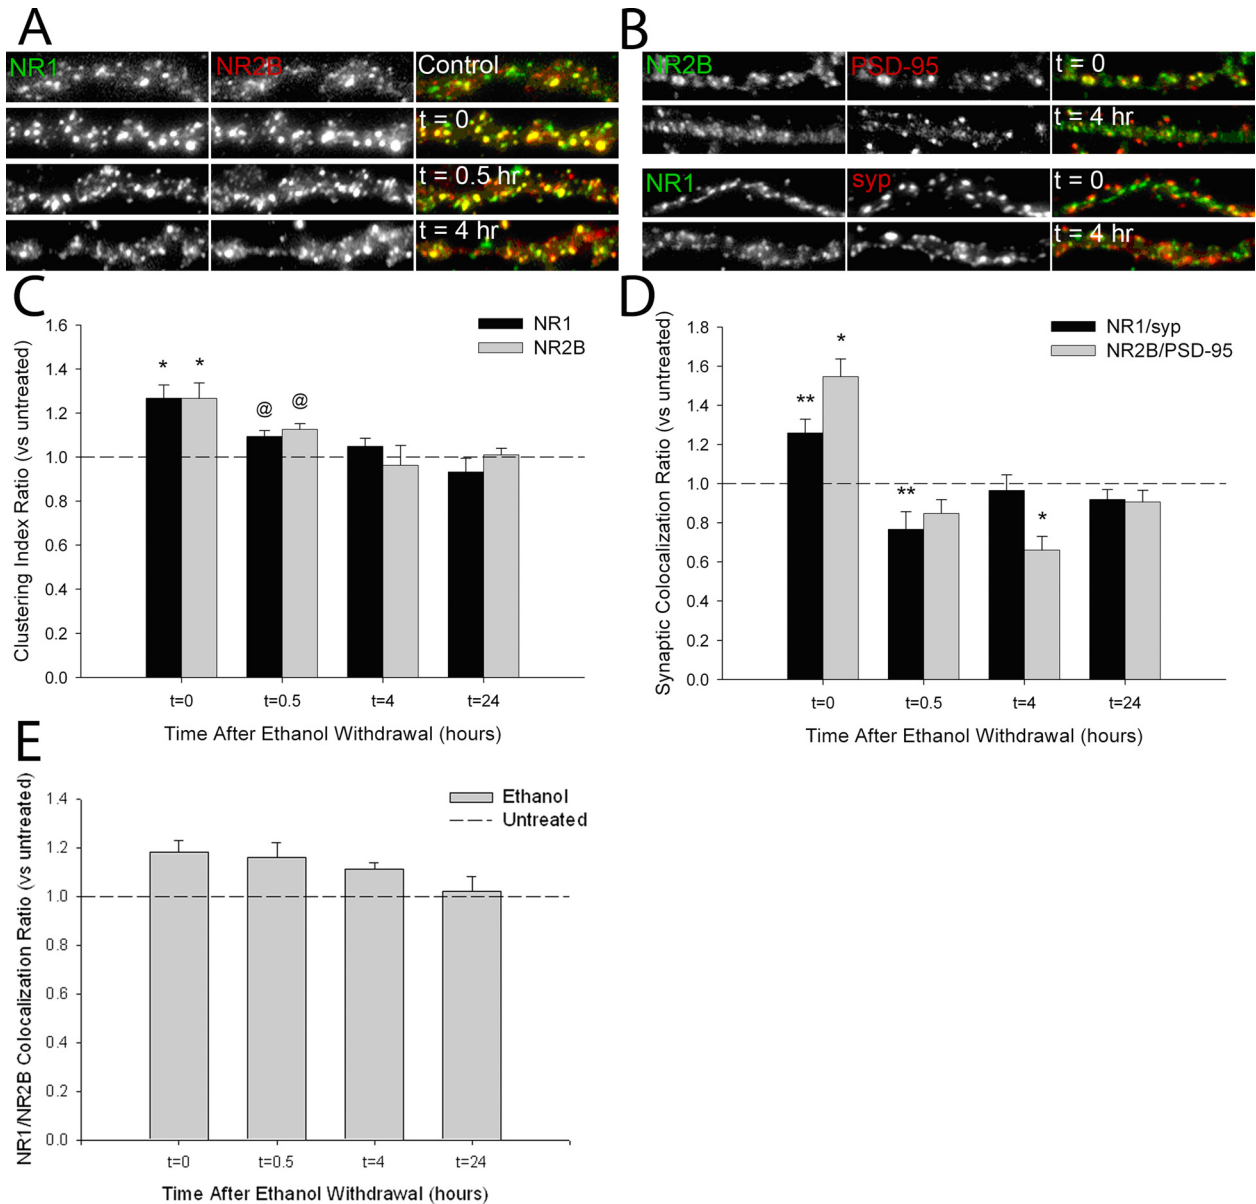 A
NR1 NR2B Control
t = 0
t = 0.5 hr
t = 4 hr
B
NR2B PSD-95 t = 0
t = 4 hr
NR1 syp t = 0
t = 4 hr
C
Clustering Index Ratio (vs untreated)
1.6
1.4
1.2
1.0
0.8
0.6
0.4
0.2
0.0
NR1
NR2B
* *
@ @
t=0 t=0.5 t=4 t=24
Time After Ethanol Withdrawal (hours)
D
Synaptic Colocalization Ratio (vs untreated)
1.8
1.6
1.4
1.2
1.0
0.8
0.6
0.4
0.2
0.0
NR1/syp
NR2B/PSD-95
** *
** *
t=0 t=0.5 t=4 t=24
Time After Ethanol Withdrawal (hours)
E
NR1/NR2B Colocalization Ratio (vs untreated)
1.4
1.2
1.0
0.8
0.6
0.4
0.2
0.0
Ethanol
Untreated
t=0 t=0.5 t=4 t=24
Time After Ethanol Withdrawal (hours)